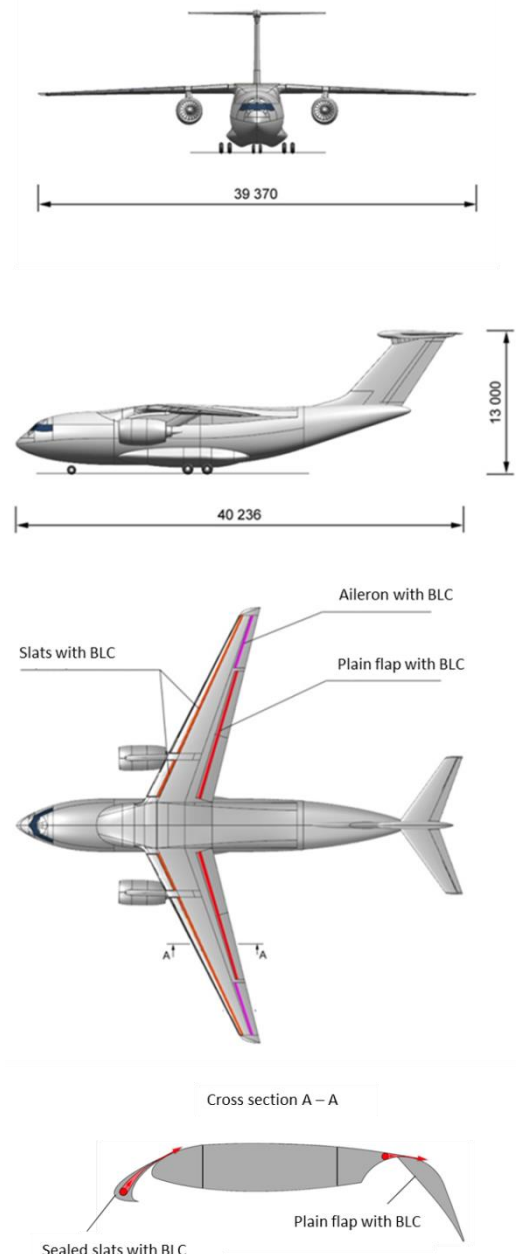 39 370
13 000
40 236
Aileron with BLC
Slats with BLC
Plain flap with BLC
A
A
Cross section A – A
Plain flap with BLC
Sealed slats with BLC